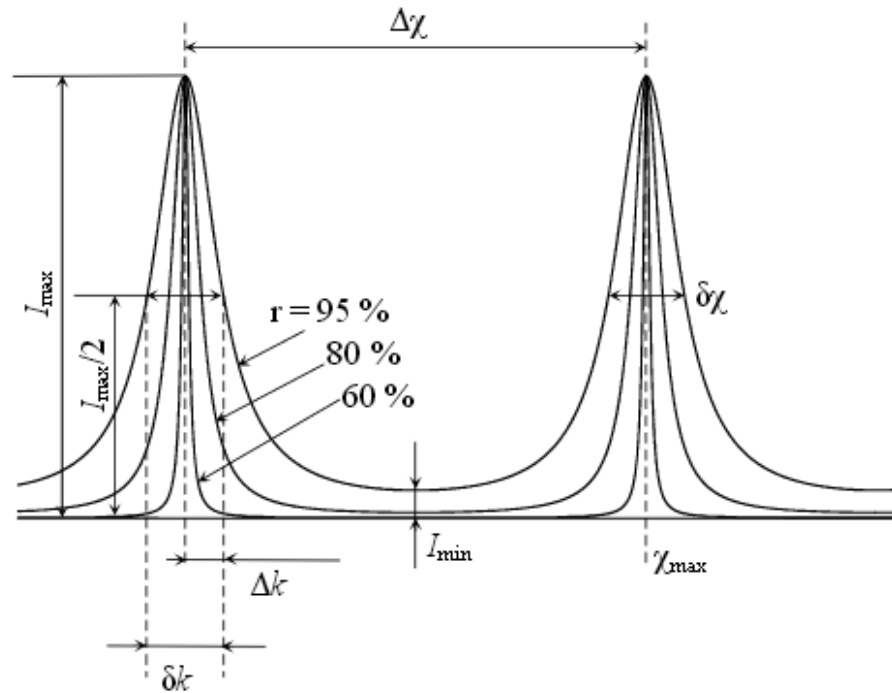 Δχ
I_max
I_max/2
r = 95 %
80 %
60 %
δχ
I_min
χ_max
Δk
δk